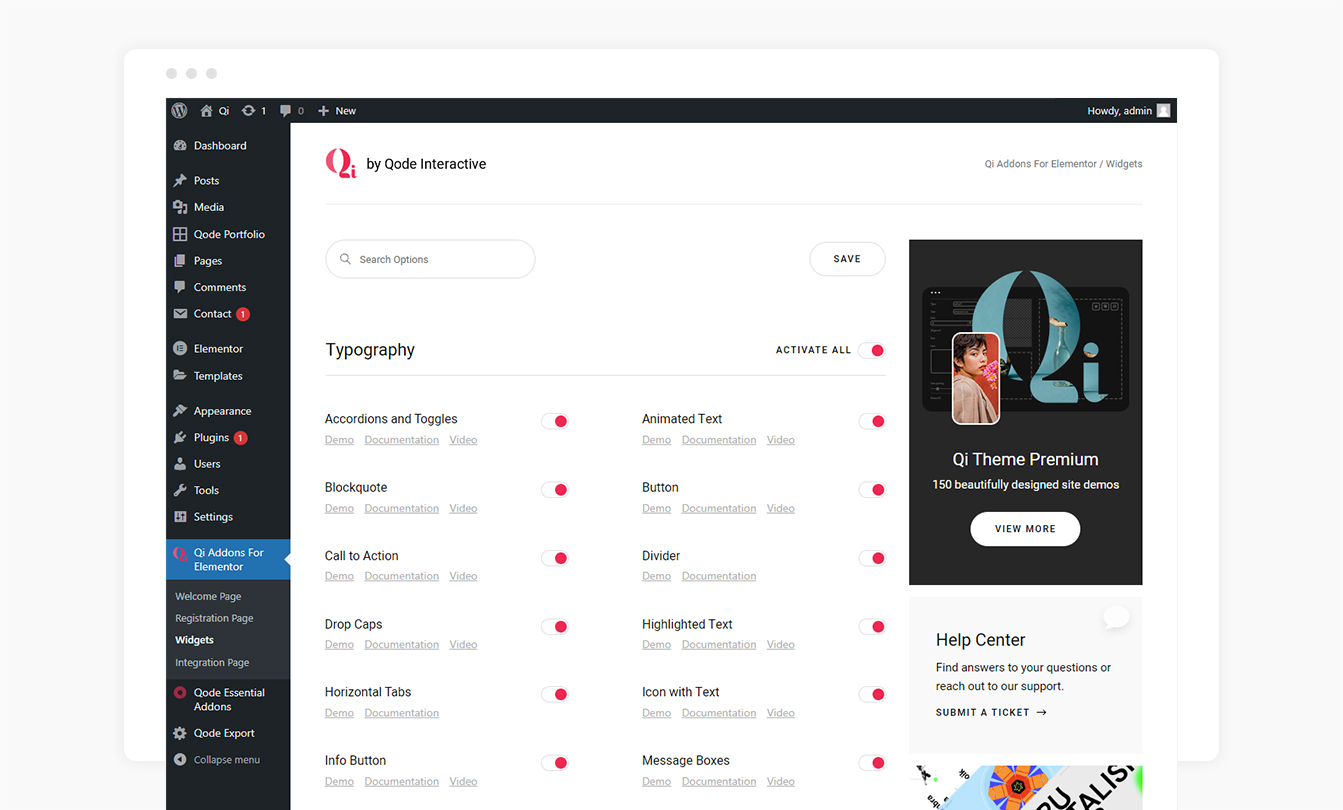 Qi 1 0 New Howdy, admin
Dashboard
Posts
Media
Qode Portfolio
Pages
Comments
Contact 1
Elementor
Templates
Appearance
Plugins 1
Users
Tools
Settings
Qi Addons For
Elementor
Welcome Page
Registration Page
Widgets
Integration Page
Qode Essential
Addons
Qode Export
Collapse menu
Qi by Qode Interactive
Qi Addons For Elementor / Widgets
Search Options
SAVE
Typography
ACTIVATE ALL
Accordions and Toggles
Demo Documentation Video
Animated Text
Demo Documentation Video
Blockquote
Demo Documentation Video
Button
Demo Documentation Video
Call to Action
Demo Documentation Video
Divider
Demo Documentation
Drop Caps
Demo Documentation Video
Highlighted Text
Demo Documentation Video
Horizontal Tabs
Demo Documentation
Icon with Text
Demo Documentation Video
Info Button
Demo Documentation Video
Message Boxes
Demo Documentation Video
Qi
Qi Theme Premium
150 beautifully designed site demos
VIEW MORE
Help Center
Find answers to your questions or
reach out to our support.
SUBMIT A TICKET →